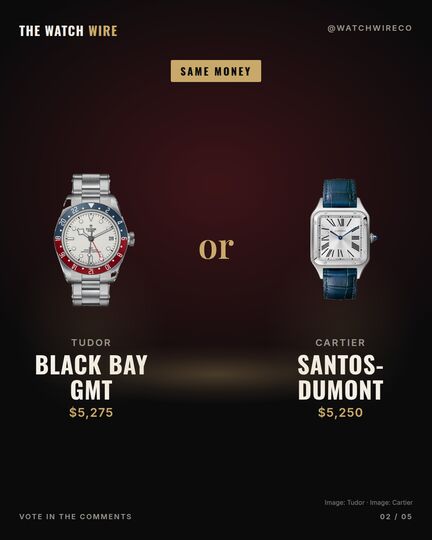 THE WATCH WIRE
@WATCHWIRECO
SAME MONEY
or
TUDOR
BLACK BAY
GMT
$5,275
CARTIER
SANTOS-
DUMONT
$5,250
Image: Tudor · Image: Cartier
VOTE IN THE COMMENTS
02 / 05